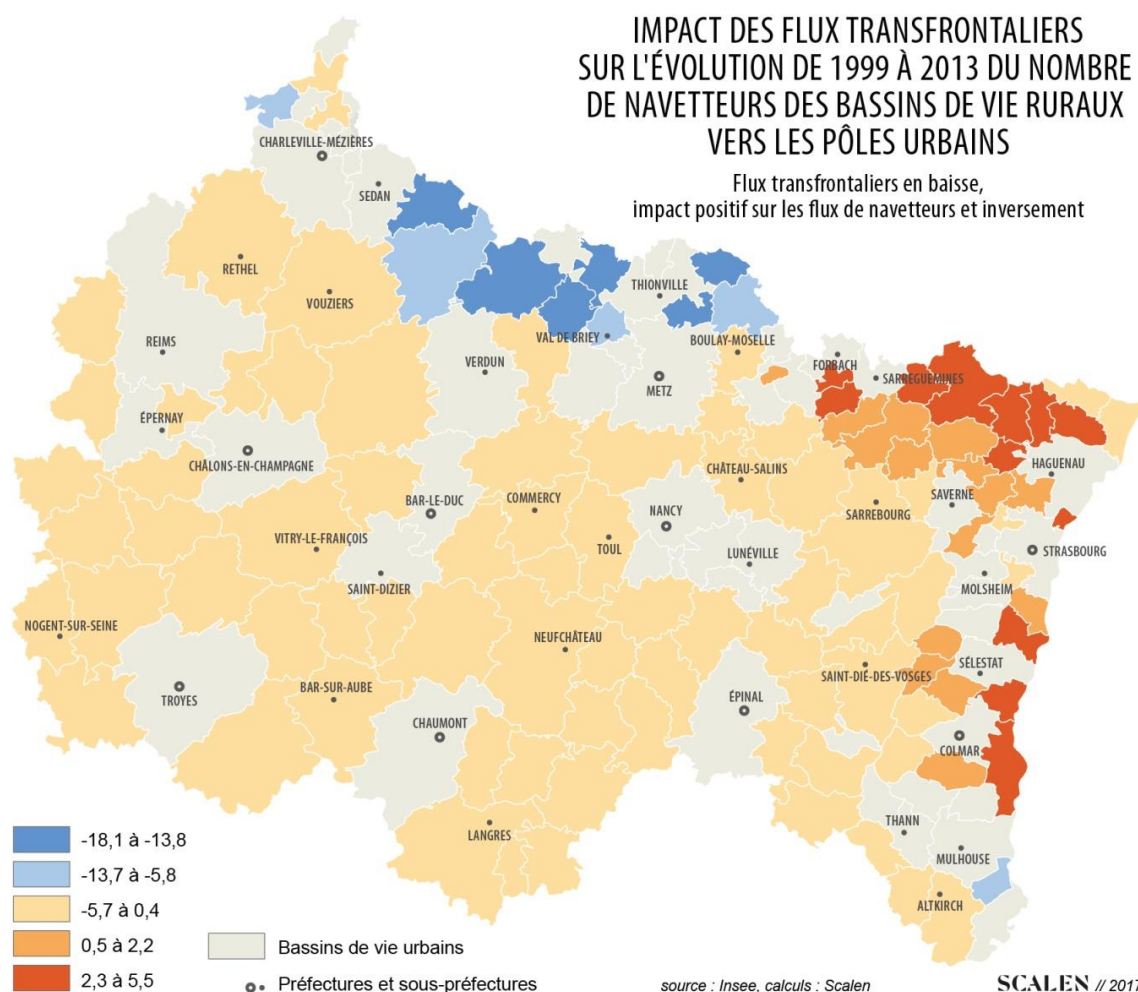 IMPACT DES FLUX TRANSFRONTALIERS
SUR L'ÉVOLUTION DE 1999 À 2013 DU NOMBRE
DE NAVETTEURS DES BASSINS DE VIE RURAUX
VERS LES PÔLES URBAINS
Flux transfrontaliers en baisse,
impact positif sur les flux de navetteurs et inversement
CHARLEVILLE-MÉZIÈRES
SEDAN
RETHEL
VOUZIERS
THIONVILLE
REIMS
VAL DE BRIEY
BOULAY-MOSELLE
VERDUN
METZ
FORBACH
SARREGUEMINES
ÉPERNAY
CHÂLONS-EN-CHAMPAGNE
CHÂTEAU-SALINS
HAGUENAU
BAR-LE-DUC
COMMERCY
NANCY
SARREBOURG
SAVERNE
VITRY-LE-FRANÇOIS
TOUL
LUNÉVILLE
STRASBOURG
SAINT-DIZIER
MOLSHEIM
NOGENT-SUR-SEINE
NEUFCHÂTEAU
SÉLESTAT
TROYES
BAR-SUR-AUBE
SAINT-DIÉ-DES-VOSGES
CHAUMONT
ÉPINAL
COLMAR
LANGRES
THANN
MULHOUSE
ALTKIRCH
-18,1 à -13,8
-13,7 à -5,8
-5,7 à 0,4
0,5 à 2,2
2,3 à 5,5
Bassins de vie urbains
Préfectures et sous-préfectures
source : Insee, calculs : Scalen
SCALEN // 2017